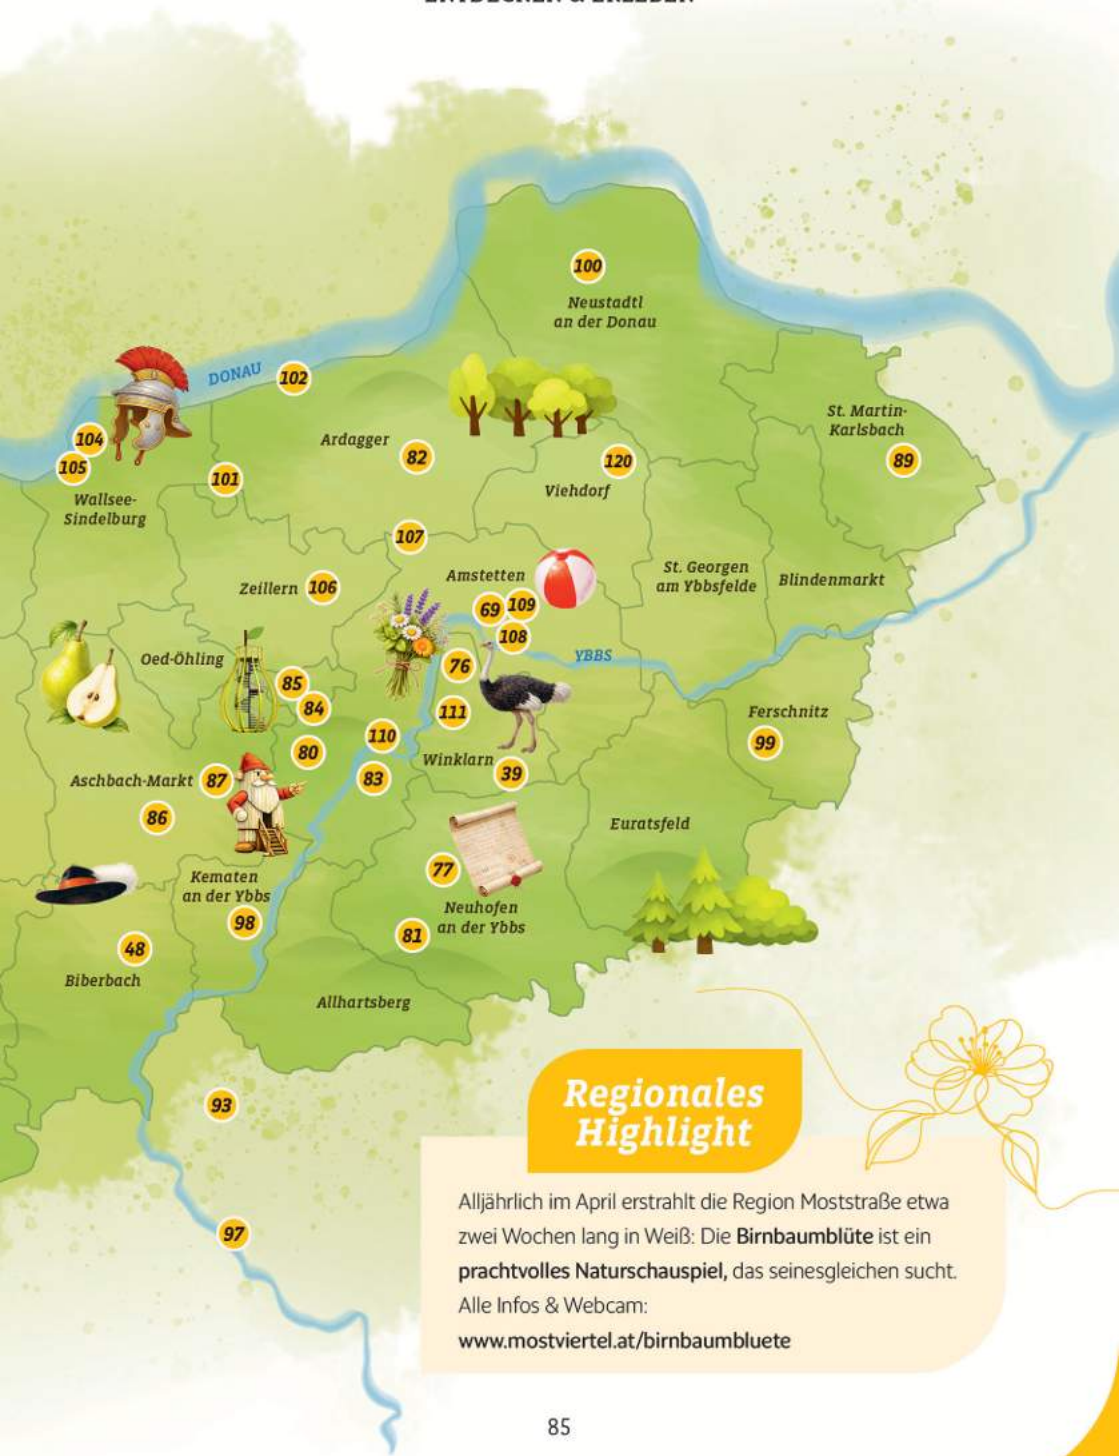 ENTDECKEN & ERLEBEN
100
Neustadtl
an der Donau
DONAU
102
St. Martin-
Karlsbach
89
104
105
Ardagger
82
120
Viehdorf
101
Wallsee-
Sindelburg
107
Zeillern
106
Amstetten
69
109
108
St. Georgen
am Ybbsfelde
Blindenmarkt
YBBS
Oed-Öhling
85
84
76
111
110
80
83
Winklarn
39
Ferschnitz
99
Aschbach-Markt
87
86
Euratsfeld
Kematen
an der Ybbs
98
77
Neuhofen
an der Ybbs
81
48
Biberbach
Allhartsberg
93
97
Regionales
Highlight
Alljährlich im April erstrahlt die Region Moststraße etwa
zwei Wochen lang in Weiß: Die Birnbaumblüte ist ein
prachtvolles Naturschauspiel, das seinesgleichen sucht.
Alle Infos & Webcam:
www.mostviertel.at/birnbaumbluete
85